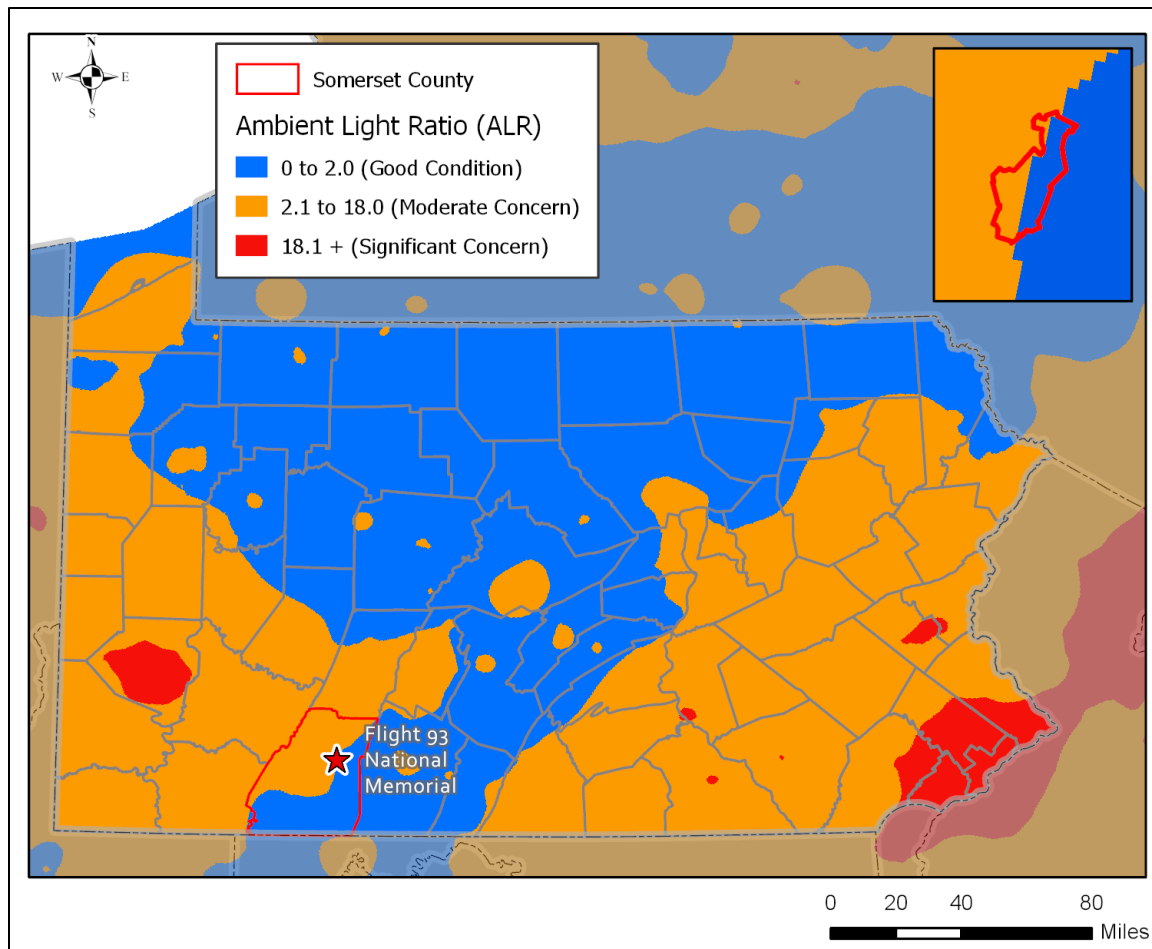 N
W E
S
Somerset County
Ambient Light Ratio (ALR)
0 to 2.0 (Good Condition)
2.1 to 18.0 (Moderate Concern)
18.1 + (Significant Concern)
Flight 93
National
Memorial
0 20 40 80
Miles